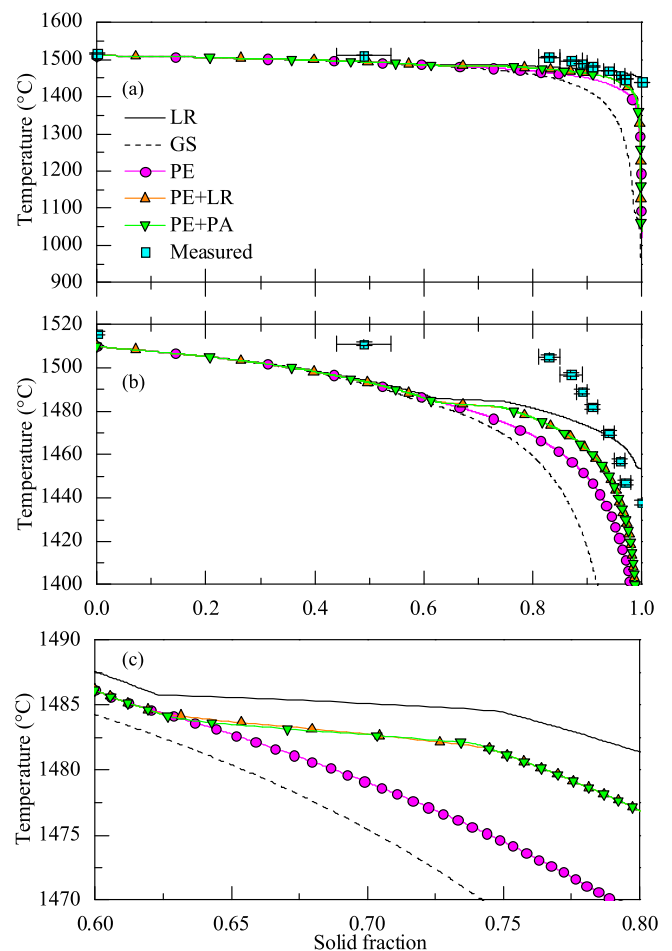 1600
1500
1400
1300
1200
1100
1000
900
Temperature (°C)
(a)
LR
GS
PE
PE+LR
PE+PA
Measured
1520
1500
1480
1460
1440
1420
1400
Temperature (°C)
(b)
0.0 0.2 0.4 0.6 0.8 1.0
1490
1485
1480
1475
1470
Temperature (°C)
(c)
0.60 0.65 0.70 0.75 0.80
Solid fraction